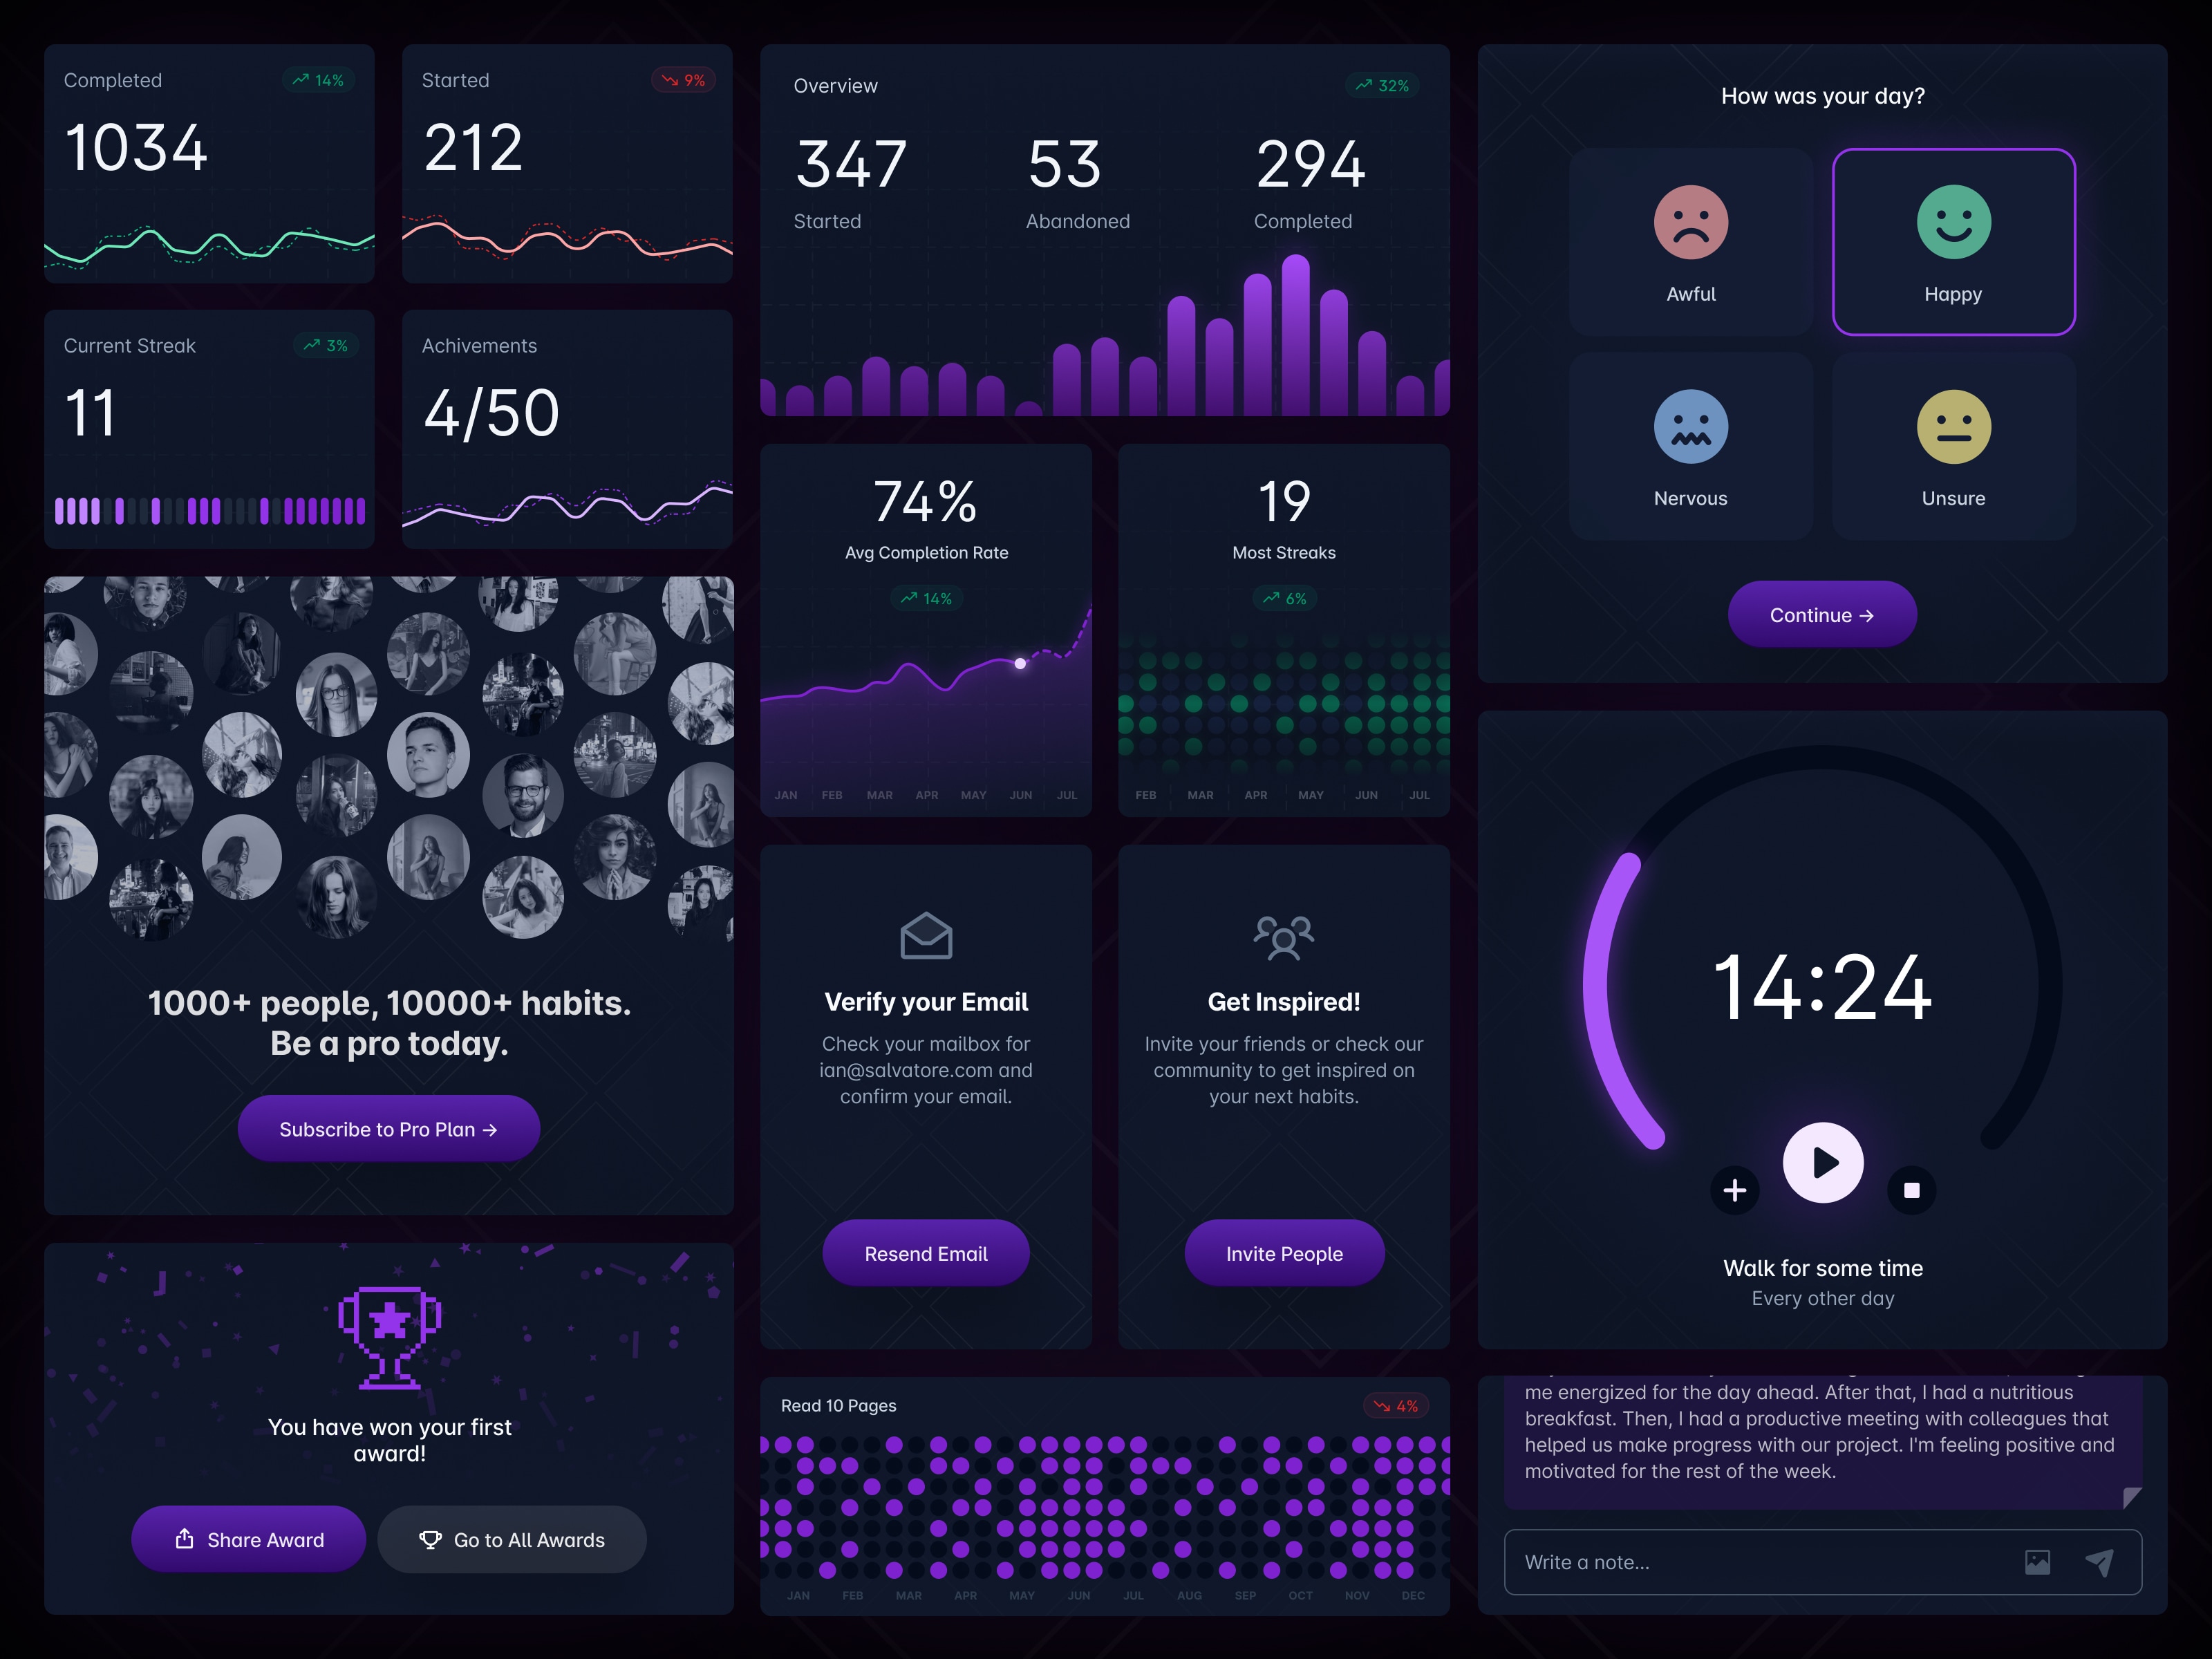 Completed
14%
1034
Started
9%
212
Current Streak
3%
11
Achivements
4/50
1000+ people, 10000+ habits.
Be a pro today.
Subscribe to Pro Plan →
You have won your first
award!
Share Award
Go to All Awards
Overview
32%
347
53
294
Started
Abandoned
Completed
74%
Avg Completion Rate
14%
JAN FEB MAR APR MAY JUN JUL
19
Most Streaks
6%
FEB MAR APR MAY JUN JUL
Verify your Email
Check your mailbox for
ian@salvatore.com and
confirm your email.
Resend Email
Get Inspired!
Invite your friends or check our
community to get inspired on
your next habits.
Invite People
Read 10 Pages
4%
JAN FEB MAR APR MAY JUN JUL AUG SEP OCT NOV DEC
How was your day?
Awful
Happy
Nervous
Unsure
Continue →
14:24
Walk for some time
Every other day
me energized for the day ahead. After that, I had a nutritious
breakfast. Then, I had a productive meeting with colleagues that
helped us make progress with our project. I'm feeling positive and
motivated for the rest of the week.
Write a note...